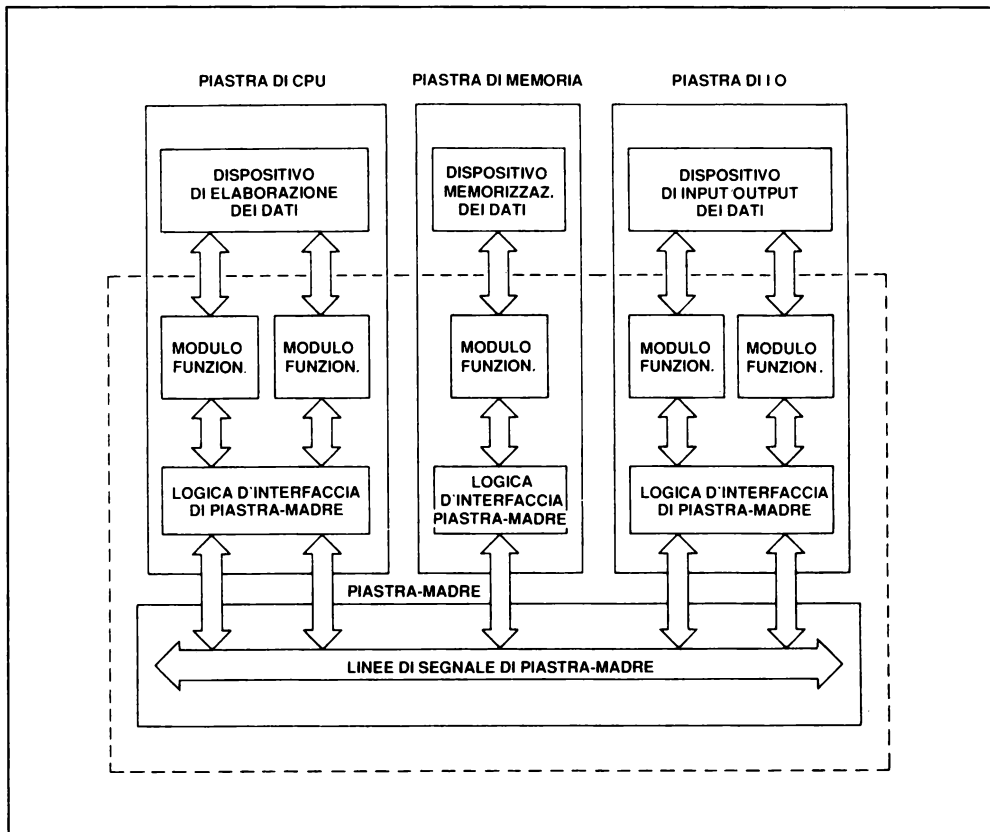 PIASTRA DI CPU
PIASTRA DI MEMORIA
PIASTRA DI I O
DISPOSITIVO
DI ELABORAZIONE
DEI DATI
DISPOSITIVO
MEMORIZZAZ.
DEI DATI
DISPOSITIVO
DI INPUT OUTPUT
DEI DATI
MODULO
FUNZION.
MODULO
FUNZION.
MODULO
FUNZION.
MODULO
FUNZION.
MODULO
FUNZION.
LOGICA D'INTERFACCIA
DI PIASTRA-MADRE
LOGICA
D'INTERFACCIA
PIASTRA-MADRE
LOGICA D'INTERFACCIA
DI PIASTRA-MADRE
PIASTRA-MADRE
LINEE DI SEGNALE DI PIASTRA-MADRE